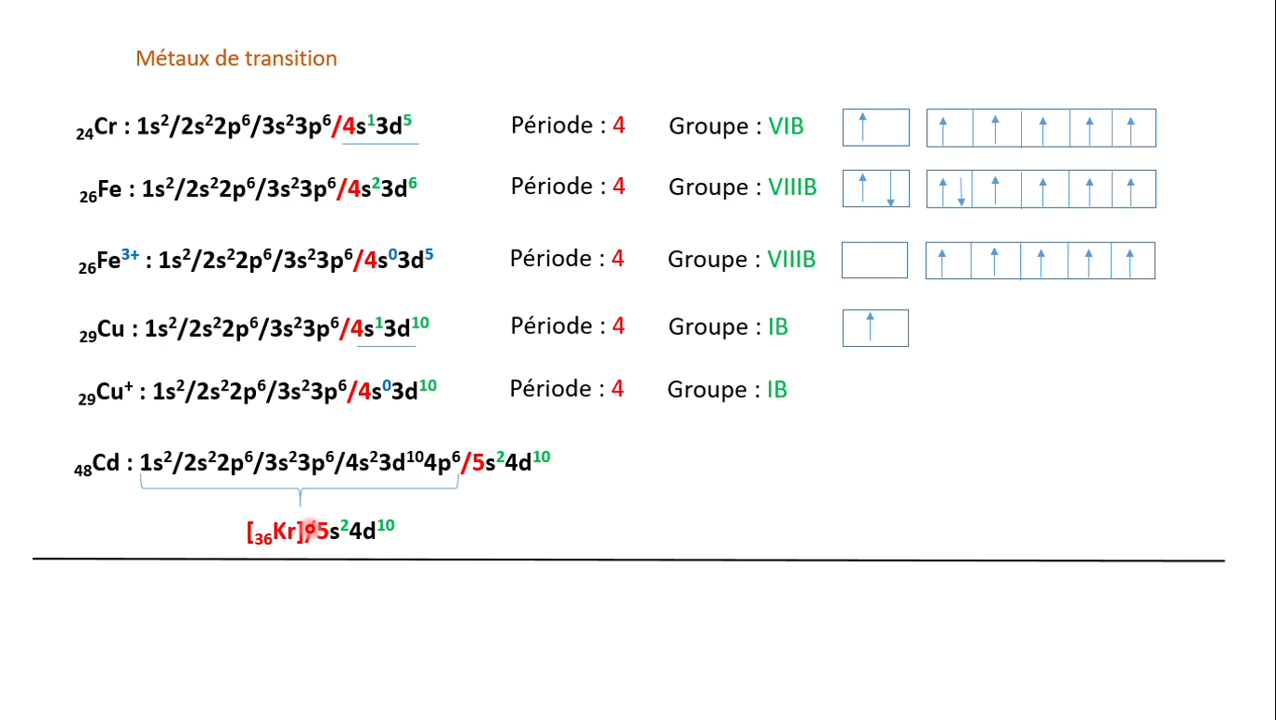 Métaux de transition
₂₄Cr : 1s²/2s²2p⁶/3s²3p⁶/4s¹3d⁵ Période : 4 Groupe : VIB
₂₆Fe : 1s²/2s²2p⁶/3s²3p⁶/4s²3d⁶ Période : 4 Groupe : VIIIB
₂₆Fe³⁺ : 1s²/2s²2p⁶/3s²3p⁶/4s⁰3d⁵ Période : 4 Groupe : VIIIB
₂₉Cu : 1s²/2s²2p⁶/3s²3p⁶/4s¹3d¹⁰ Période : 4 Groupe : IB
₂₉Cu⁺ : 1s²/2s²2p⁶/3s²3p⁶/4s⁰3d¹⁰ Période : 4 Groupe : IB
₄₈Cd : 1s²/2s²2p⁶/3s²3p⁶/4s²3d¹⁰4p⁶/5s²4d¹⁰
[₃₆Kr]/5s²4d¹⁰